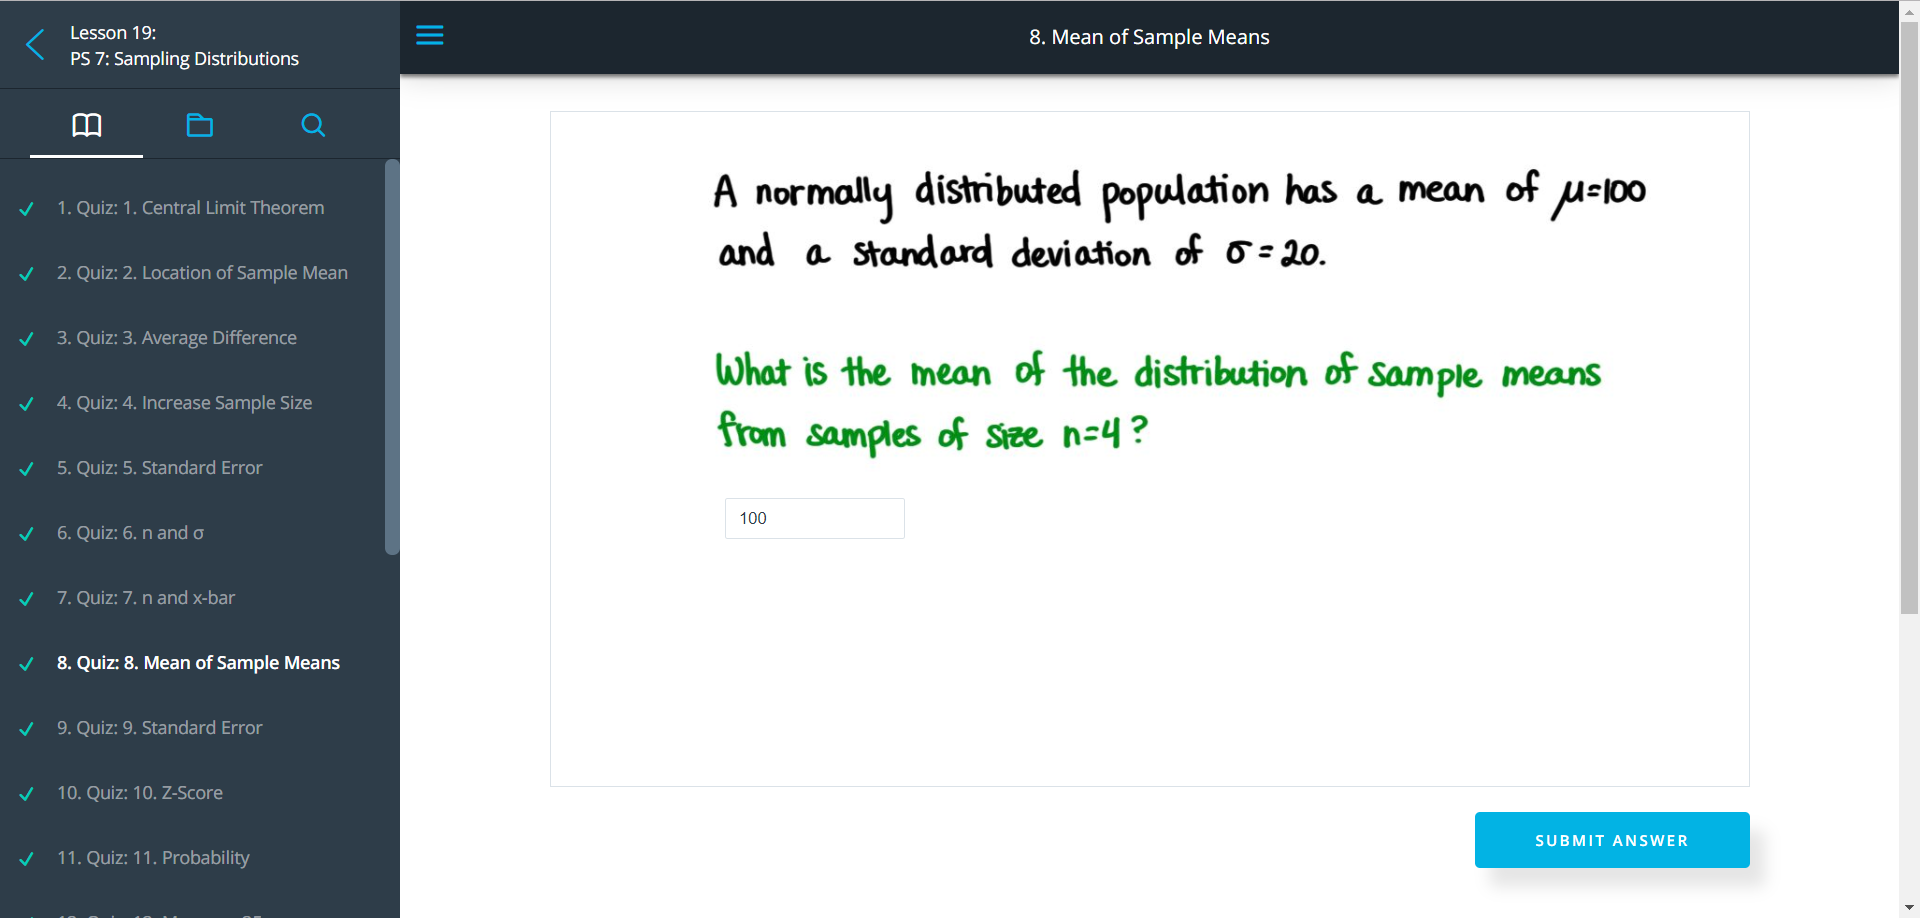 Lesson 19:
PS 7: Sampling Distributions
1. Quiz: 1. Central Limit Theorem
2. Quiz: 2. Location of Sample Mean
3. Quiz: 3. Average Difference
4. Quiz: 4. Increase Sample Size
5. Quiz: 5. Standard Error
6. Quiz: 6. n and σ
7. Quiz: 7. n and x-bar
8. Quiz: 8. Mean of Sample Means
9. Quiz: 9. Standard Error
10. Quiz: 10. Z-Score
11. Quiz: 11. Probability
8. Mean of Sample Means
A normally distributed population has a mean of μ=100
and a standard deviation of σ=20.
What is the mean of the distribution of sample means
from samples of size n=4?
100
SUBMIT ANSWER